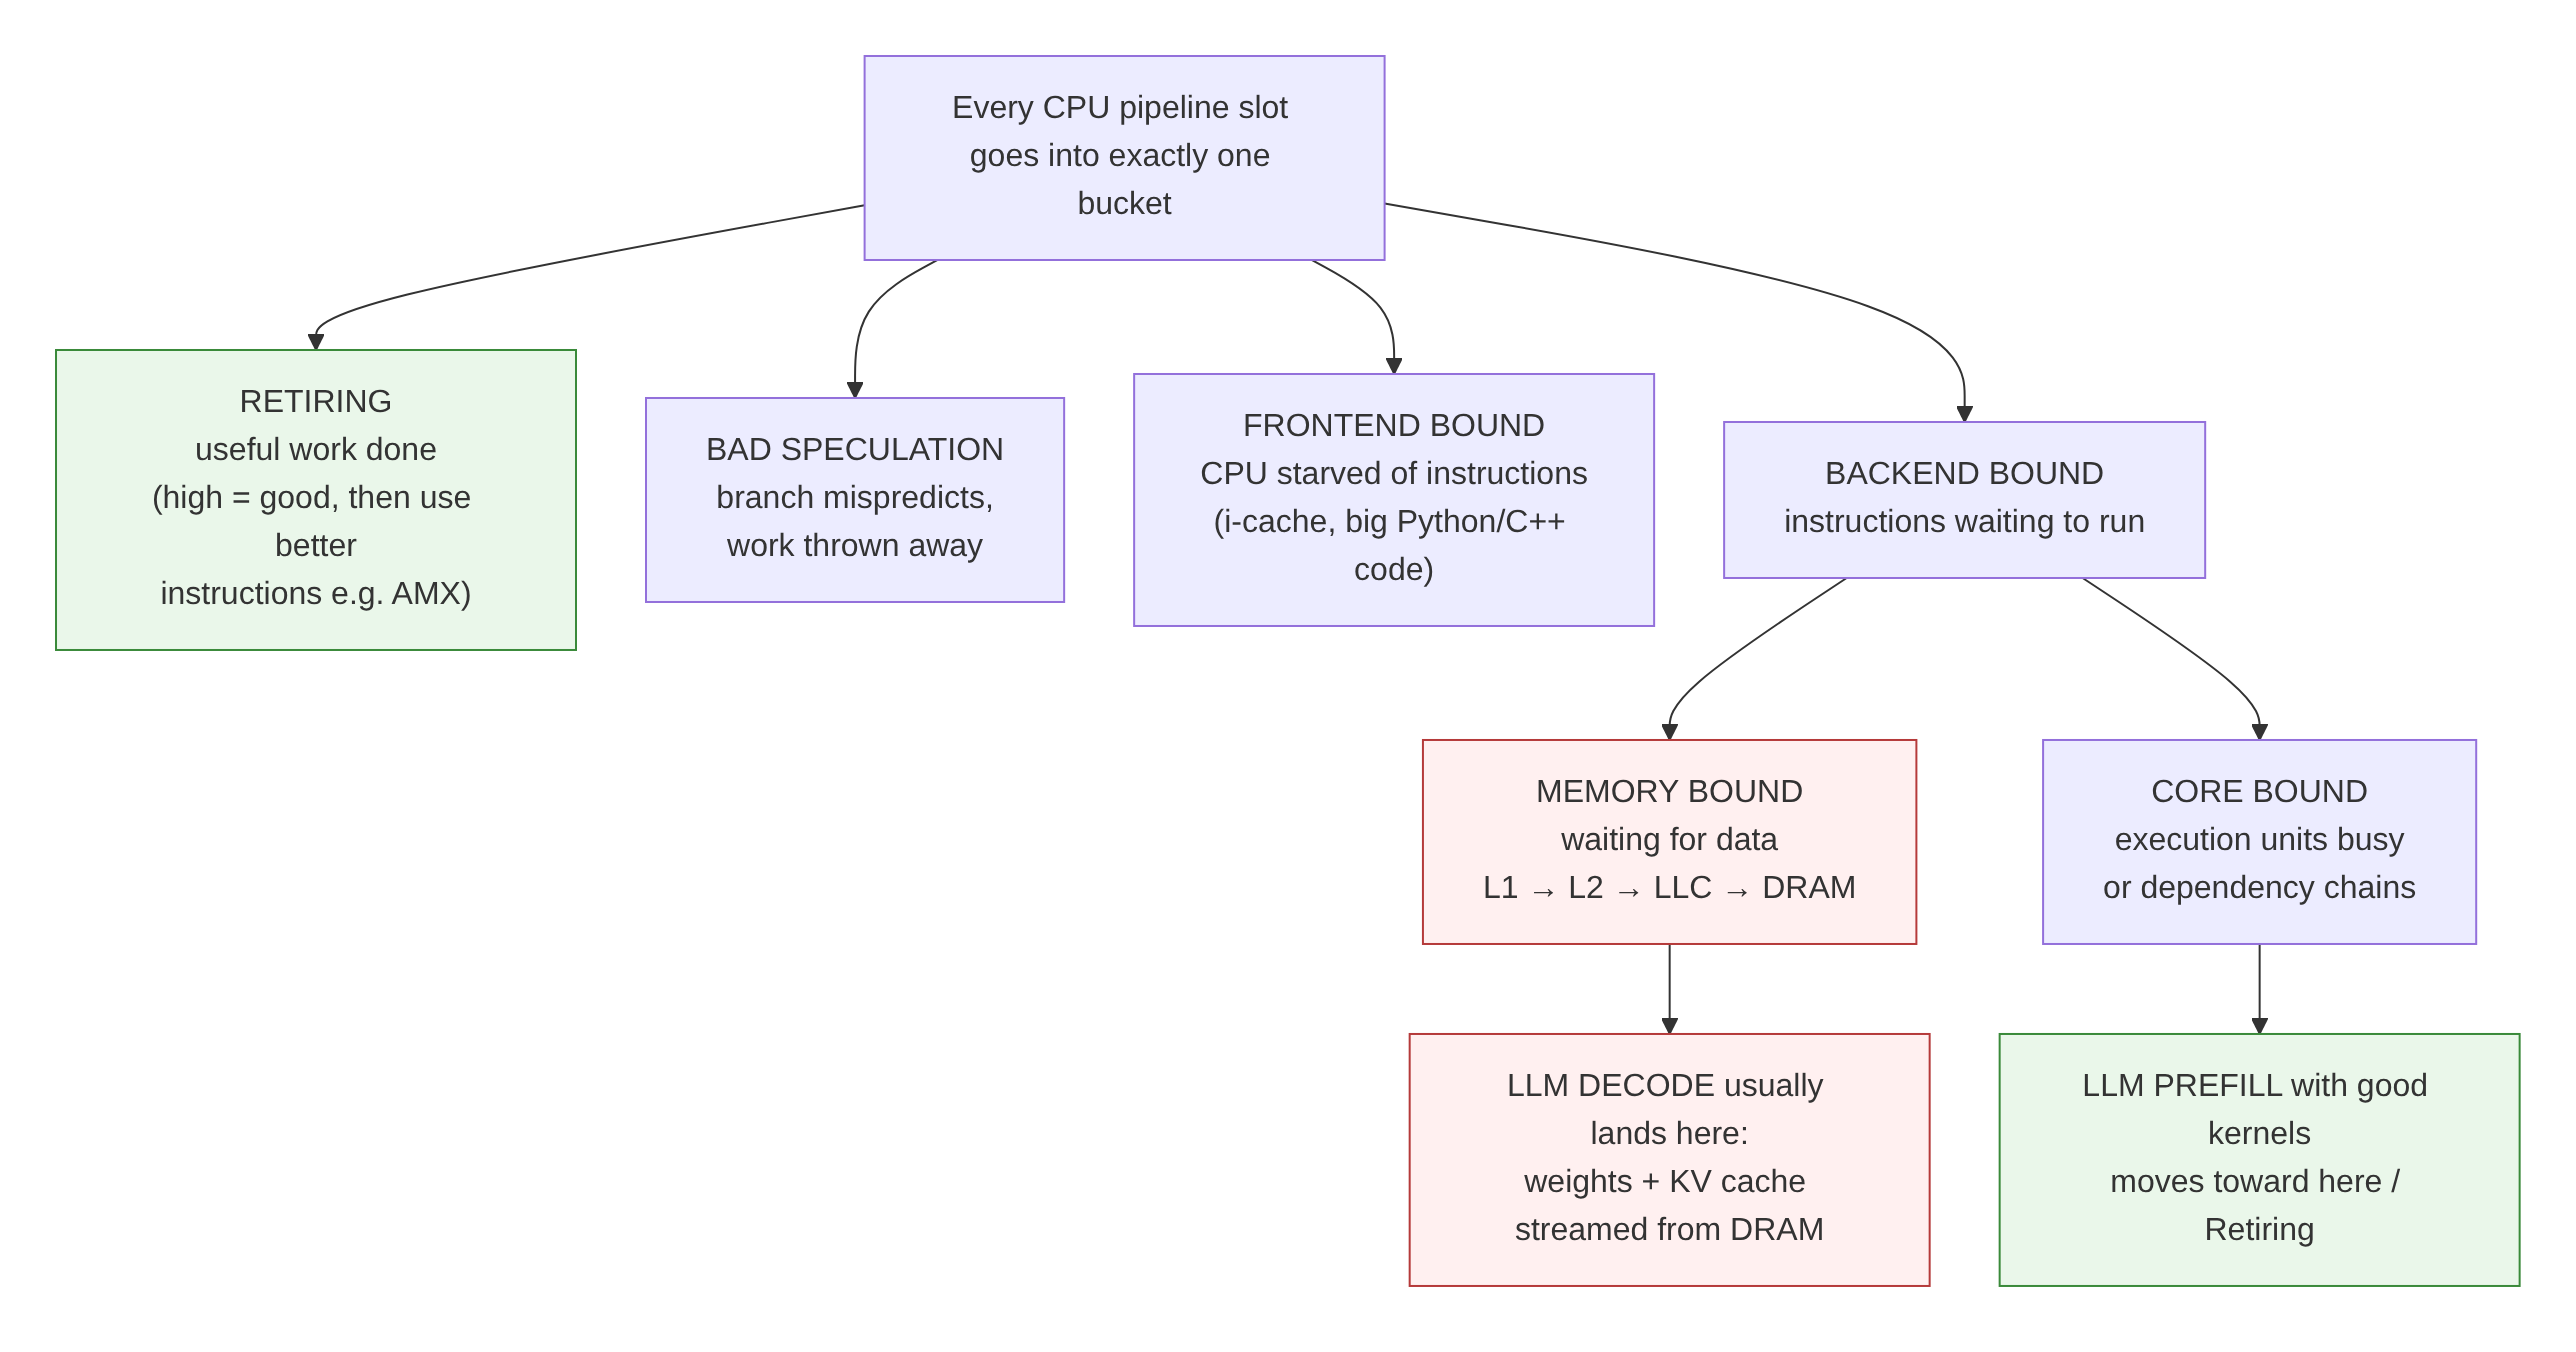 Every CPU pipeline slot
goes into exactly one
bucket
RETIRING
useful work done
(high = good, then use
better
instructions e.g. AMX)
BAD SPECULATION
branch mispredicts,
work thrown away
FRONTEND BOUND
CPU starved of instructions
(i-cache, big Python/C++
code)
BACKEND BOUND
instructions waiting to run
MEMORY BOUND
waiting for data
L1 → L2 → LLC → DRAM
CORE BOUND
execution units busy
or dependency chains
LLM DECODE usually
lands here:
weights + KV cache
streamed from DRAM
LLM PREFILL with good
kernels
moves toward here /
Retiring